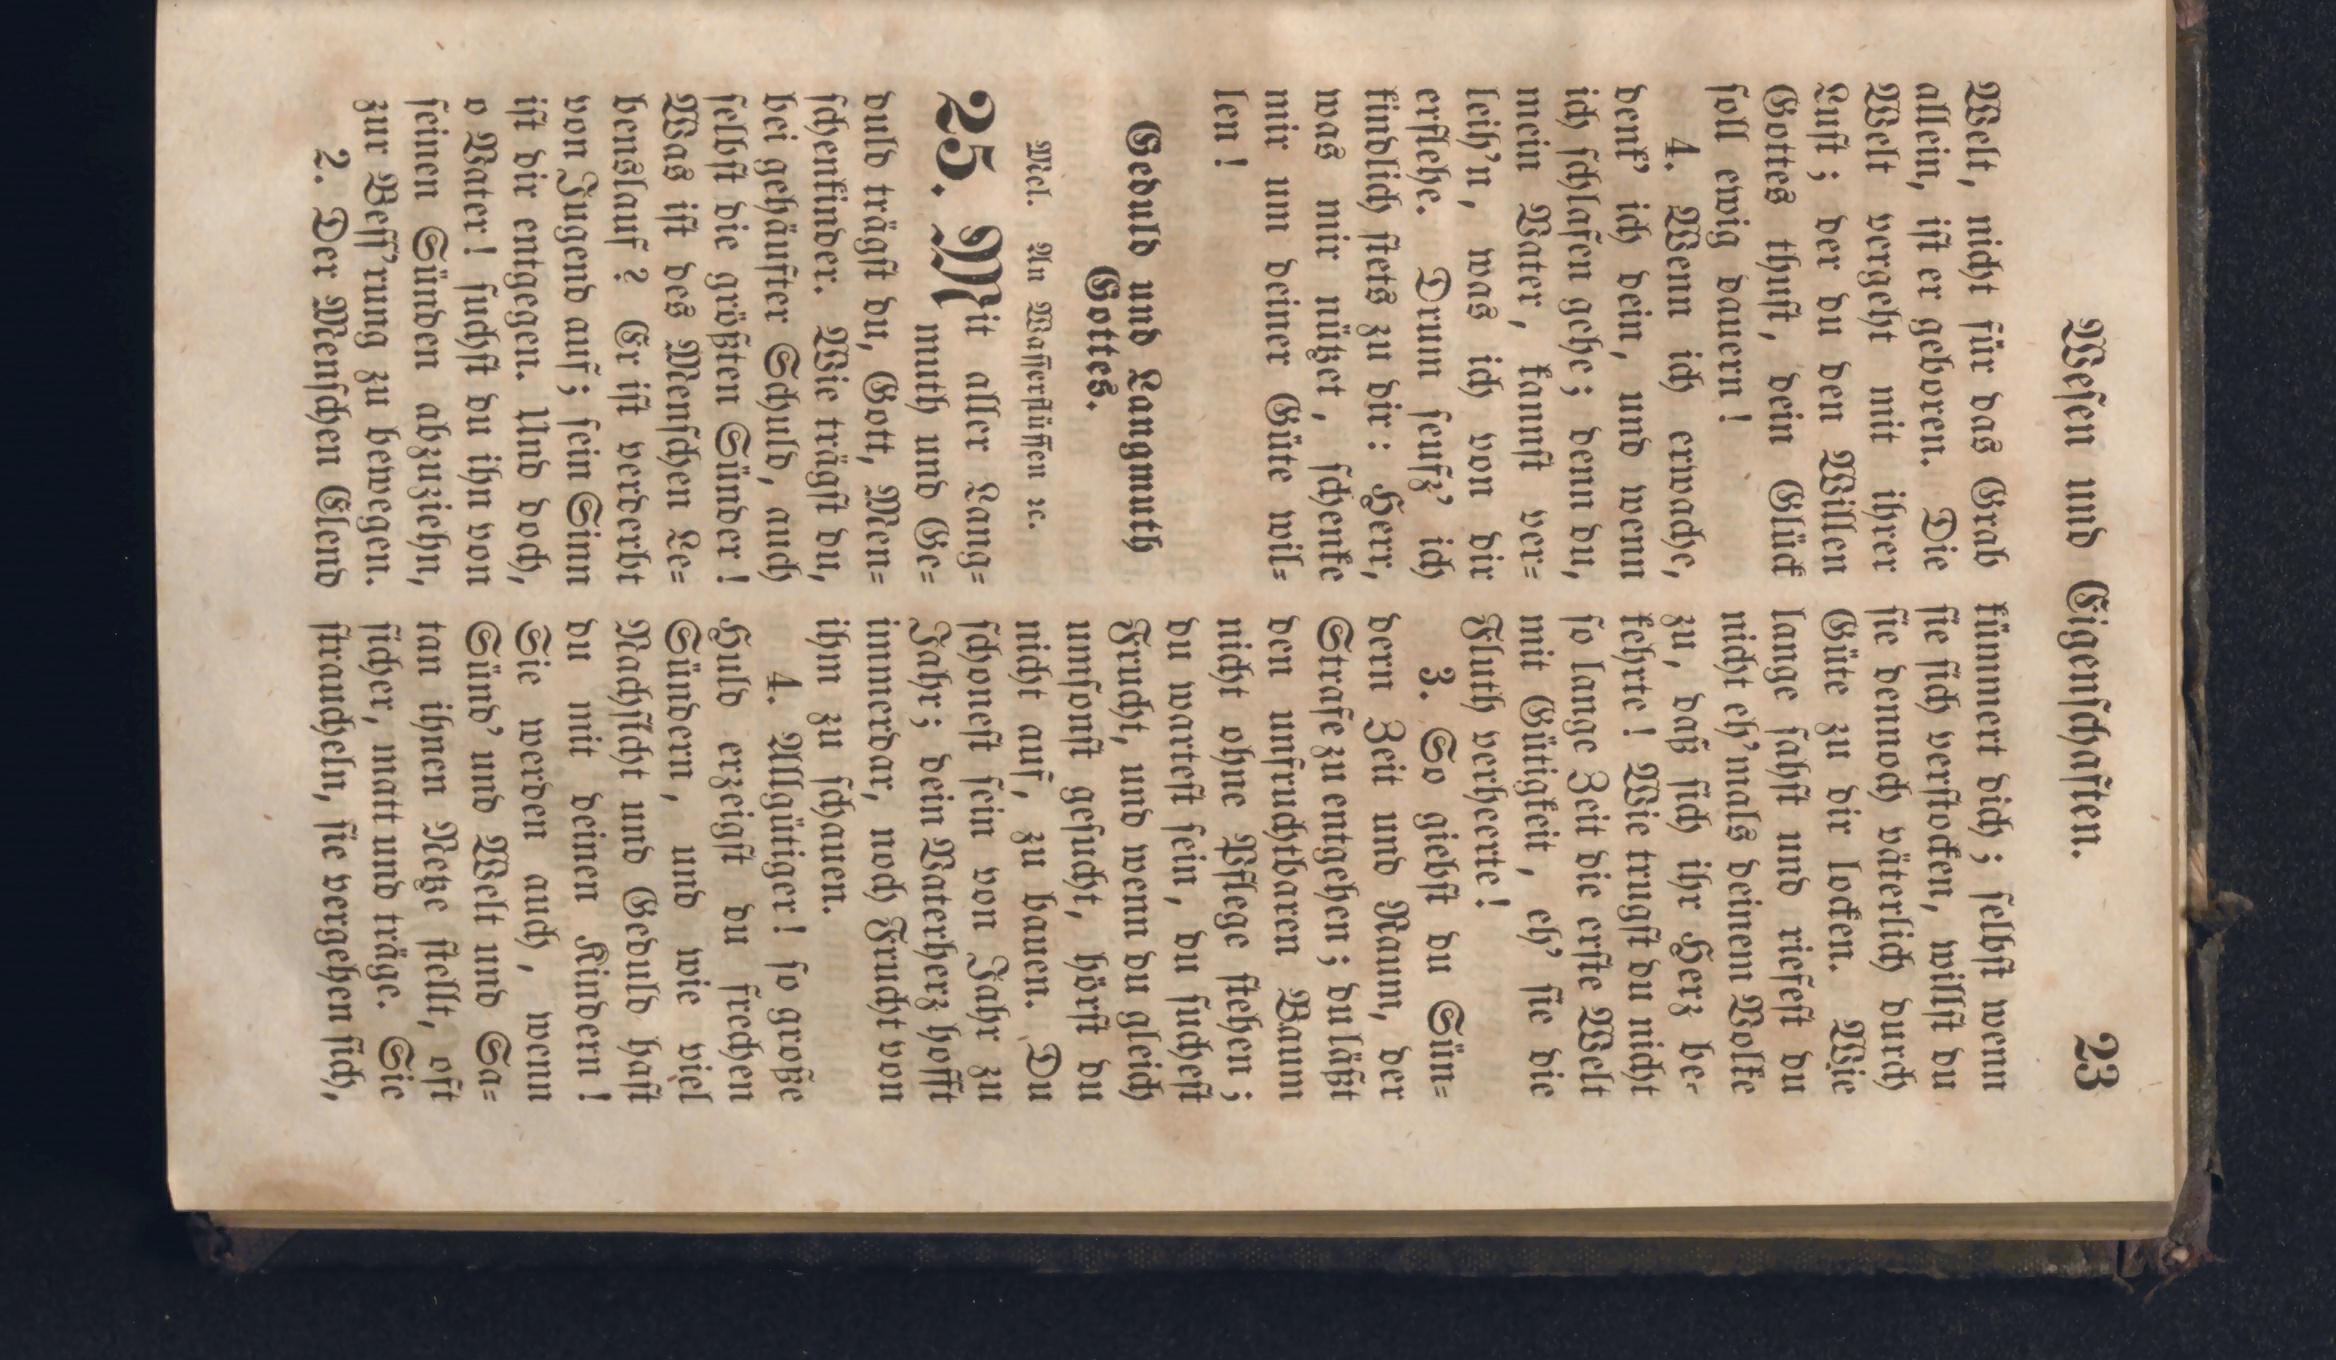 Wesen und Eigenschaften. 23
Welt, nicht für das Grab
allein, ist er geboren. Die
Welt vergeht mit ihrer
Lust; der du den Willen
Gottes thust, dein Glück
soll ewig dauern!
4. Wenn ich erwache,
denk' ich dein, und wenn
ich schlafen gehe; denn du,
mein Vater, kannst ver-
leih'n, was ich von dir
erflehe. Drum seufz' ich
kindlich stets zu dir: Herr,
was mir nützet, schenke
mir um deiner Güte wil-
len!
Geduld und Langmuth
Gottes.
Mel. An Wasserflüssen ꝛc.
25. Mit aller Lang-
muth und Ge-
duld trägst du, Gott, Men-
schenkinder. Wie trägst du,
bei gehäufter Schuld, auch
selbst die größten Sünder!
Was ist des Menschen Le-
benslauf? Er ist verderbt
von Jugend auf; sein Sinn
ist dir entgegen. Und doch,
o Vater! suchst du ihn von
seinen Sünden abzuziehn,
zur Bess'rung zu bewegen.
2. Der Menschen Elend
kümmert dich; selbst wenn
sie sich verstocken, willst du
sie dennoch väterlich durch
Güte zu dir locken. Wie
lange sahst und riefest du
nicht eh'mals deinem Volke
zu, daß sich ihr Herz be-
kehrte! Wie trugst du nicht
so lange Zeit die erste Welt
mit Gütigkeit, eh' sie die
Fluth verheerte!
3. So giebst du Sün-
dern Zeit und Raum, der
Strafe zu entgehen; du läßt
den unfruchtbaren Baum
nicht ohne Pflege stehen;
du wartest sein, du suchest
Frucht, und wenn du gleich
umsonst gesucht, hörst du
nicht auf, zu bauen. Du
schonest sein von Jahr zu
Jahr; dein Vaterherz hofft
immerdar, noch Frucht von
ihm zu schauen.
4. Allgütiger! so große
Huld erzeigst du frechen
Sündern, und wie viel
Nachsicht und Geduld hast
du mit deinen Kindern!
Sie werden auch, wenn
Sünd' und Welt und Sa-
tan ihnen Netze stellt, oft
sicher, matt und träge. Sie
straucheln, sie vergehen sich,